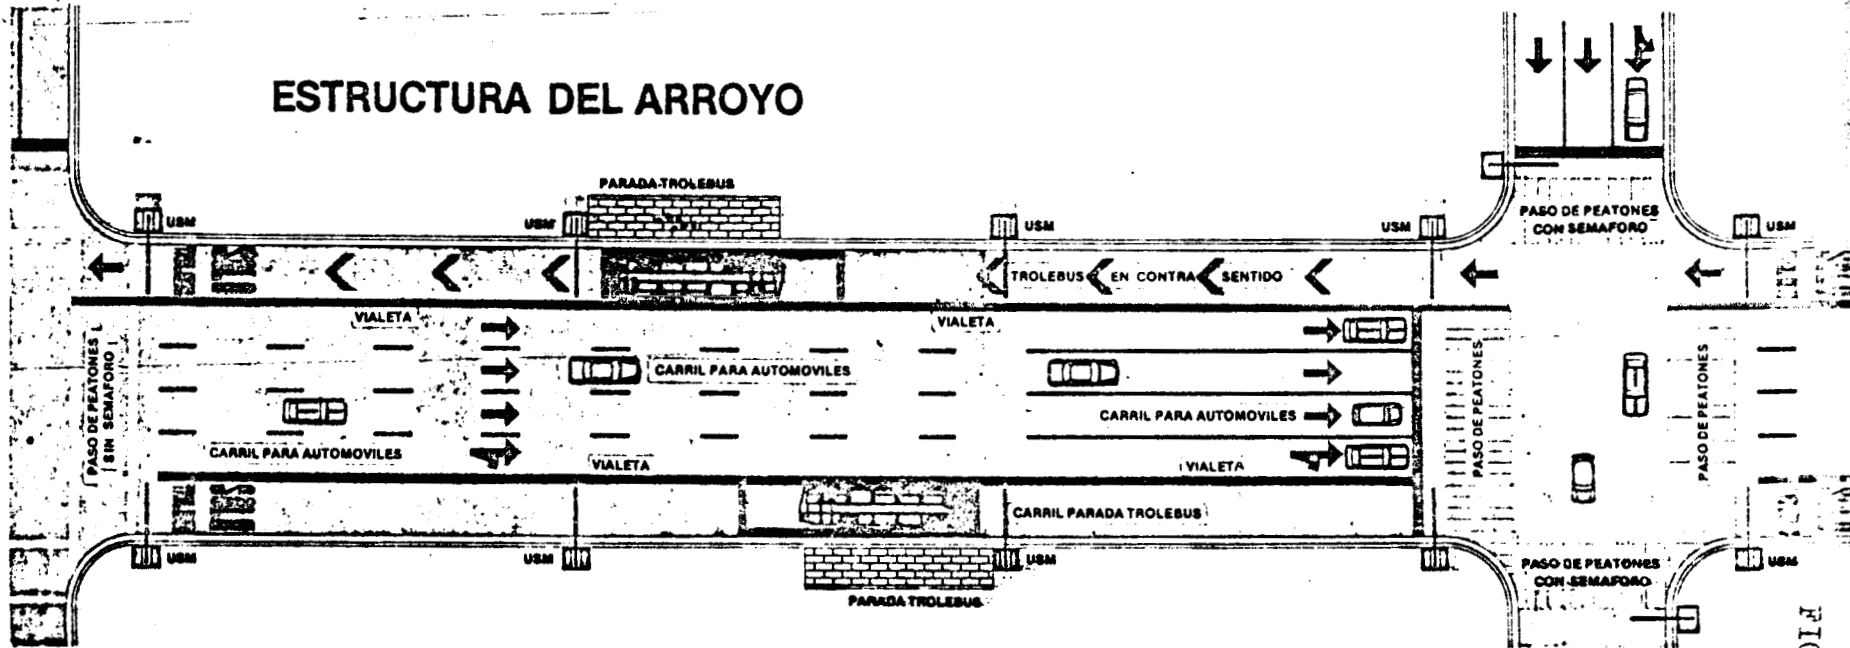 ESTRUCTURA DEL ARROYO
PARADA-TROLEBUS
PASO DE PEATONES
CON SEMAFORO
USM
USM
USM
USM
USM
TROLEBUS EN CONTRA SENTIDO
VIALETA
VIALETA
PASO DE PEATONES
SIN SEMAFORO
CARRIL PARA AUTOMOVILES
PASO DE PEATONES
PASO DE PEATONES
CARRIL PARA AUTOMOVILES
CARRIL PARA AUTOMOVILES
VIALETA
VIALETA
CARRIL PARADA TROLEBUS
USM
USM
USM
USM
PASO DE PEATONES
CON SEMAFORO
PARADA TROLEBUS